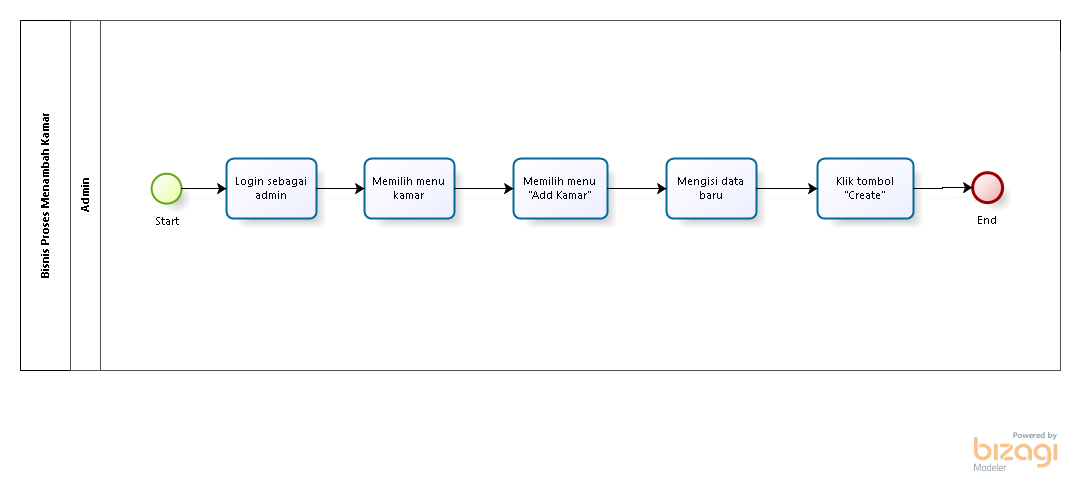 Bisnis Proses Menambah Kamar
Admin
Start
Login sebagai
admin
Memilih menu
kamar
Memilih menu
"Add Kamar"
Mengisi data
baru
Klik tombol
"Create"
End
Powered by
bizagi
Modeler